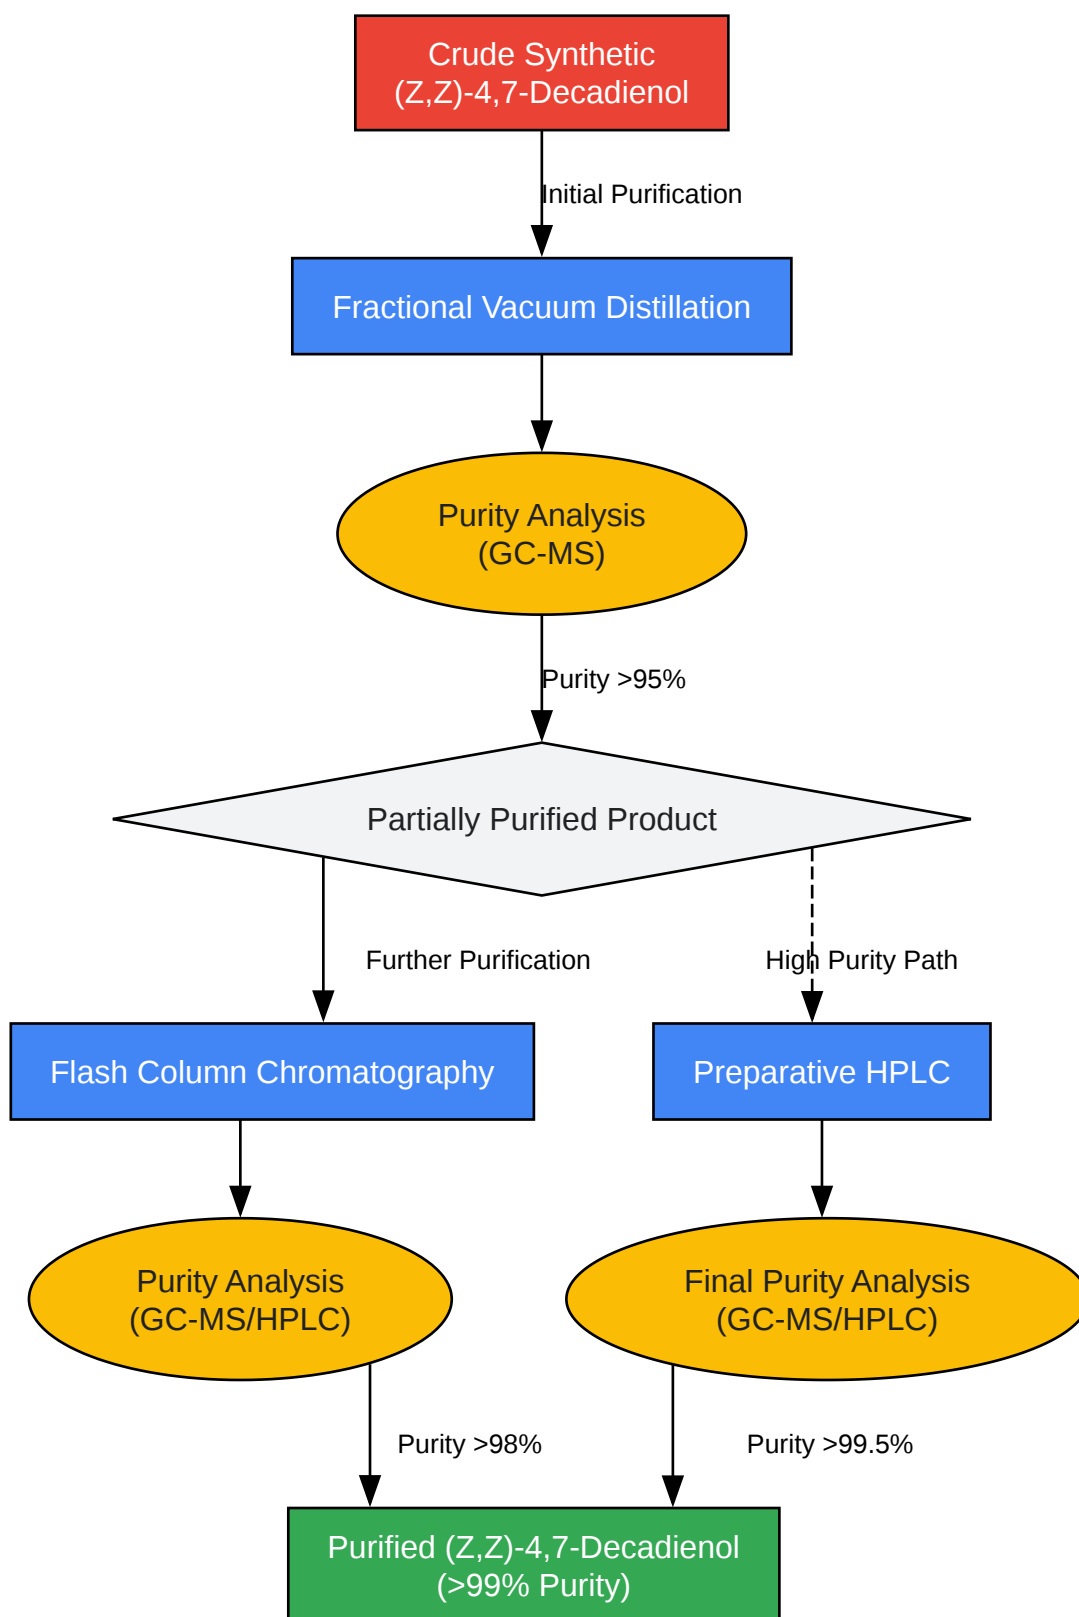 Crude Synthetic
(Z,Z)-4,7-Decadienol
Initial Purification
Fractional Vacuum Distillation
Purity Analysis
(GC-MS)
Purity >95%
Partially Purified Product
Further Purification
High Purity Path
Flash Column Chromatography
Preparative HPLC
Purity Analysis
(GC-MS/HPLC)
Final Purity Analysis
(GC-MS/HPLC)
Purity >98%
Purity >99.5%
Purified (Z,Z)-4,7-Decadienol
(>99% Purity)